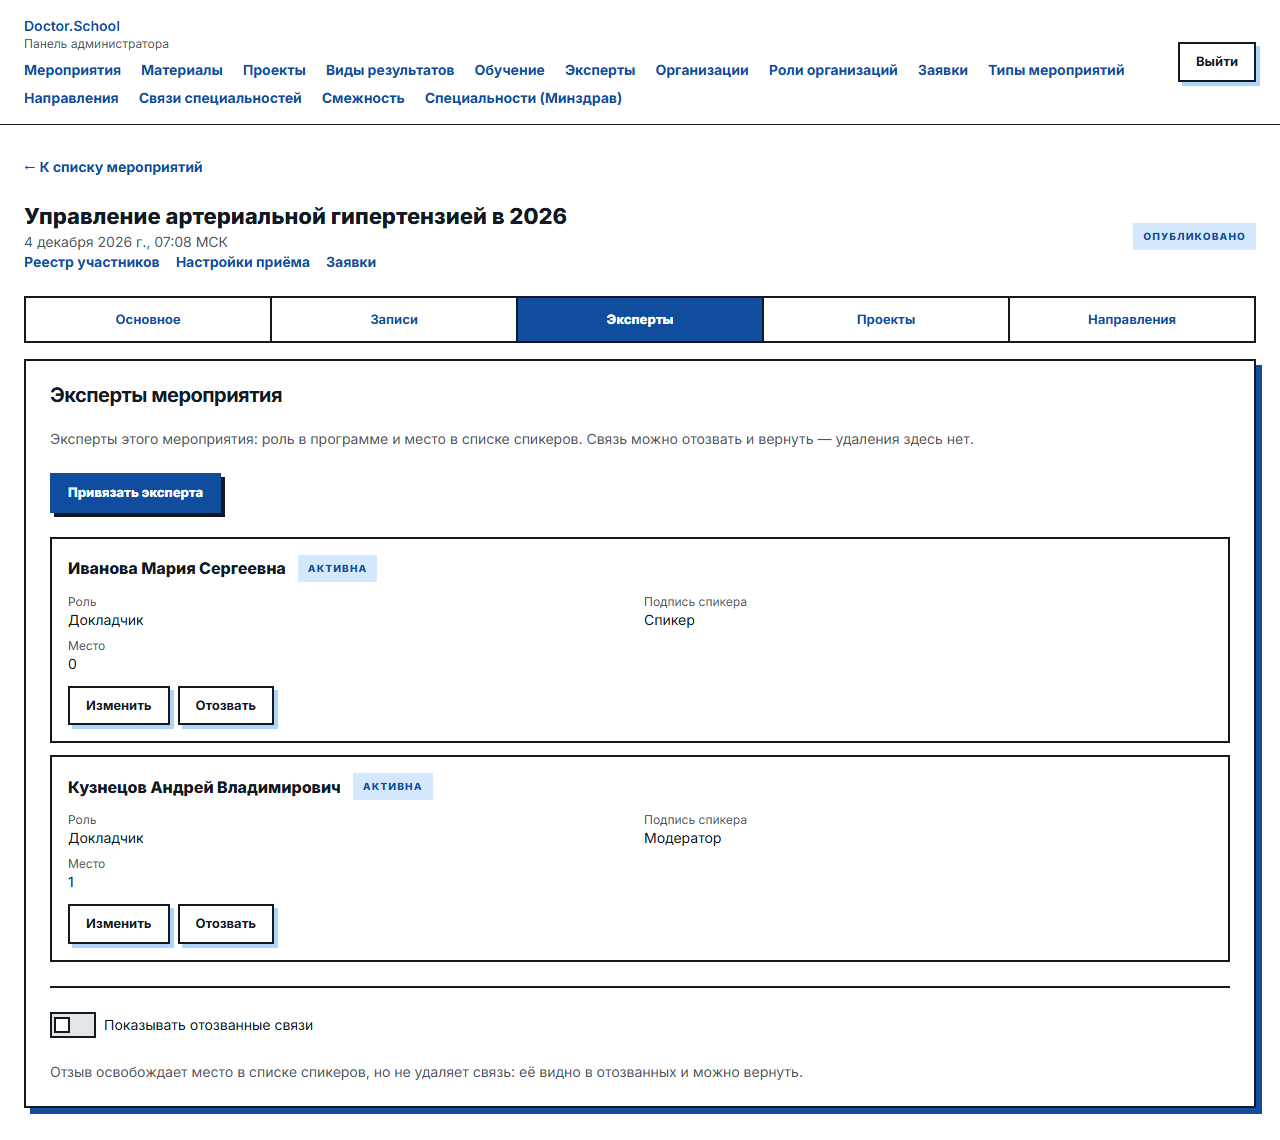 Doctor.School
Панель администратора
Мероприятия Материалы Проекты Виды результатов Обучение Эксперты Организации Роли организаций Заявки Типы мероприятий
Направления Связи специальностей Смежность Специальности (Минздрав)
Выйти
← К списку мероприятий
Управление артериальной гипертензией в 2026
4 декабря 2026 г., 07:08 МСК
Реестр участников Настройки приёма Заявки
ОПУБЛИКОВАНО
Основное Записи Эксперты Проекты Направления
Эксперты мероприятия
Эксперты этого мероприятия: роль в программе и место в списке спикеров. Связь можно отозвать и вернуть — удаления здесь нет.
Привязать эксперта
Иванова Мария Сергеевна АКТИВНА
Роль Подпись спикера
Докладчик Спикер
Место
0
Изменить Отозвать
Кузнецов Андрей Владимирович АКТИВНА
Роль Подпись спикера
Докладчик Модератор
Место
1
Изменить Отозвать
Показывать отозванные связи
Отзыв освобождает место в списке спикеров, но не удаляет связь: её видно в отозванных и можно вернуть.